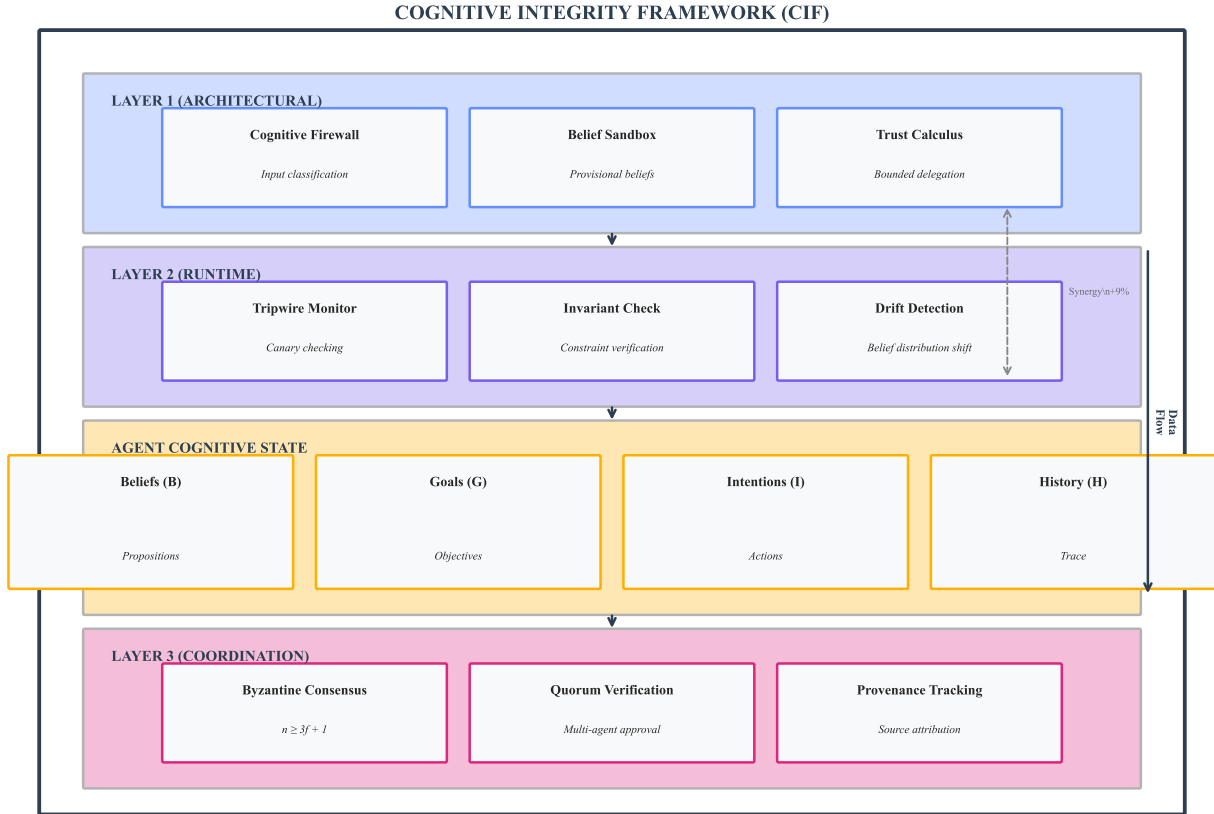 COGNITIVE INTEGRITY FRAMEWORK (CIF)
LAYER 1 (ARCHITECTURAL)
Cognitive Firewall
Input classification
Belief Sandbox
Provisional beliefs
Trust Calculus
Bounded delegation
LAYER 2 (RUNTIME)
Synergy\n+9%
Tripwire Monitor
Canary checking
Invariant Check
Constraint verification
Drift Detection
Belief distribution shift
Data
Flow
AGENT COGNITIVE STATE
Beliefs (B)
Propositions
Goals (G)
Objectives
Intentions (I)
Actions
History (H)
Trace
LAYER 3 (COORDINATION)
Byzantine Consensus
n ≥ 3f + 1
Quorum Verification
Multi-agent approval
Provenance Tracking
Source attribution